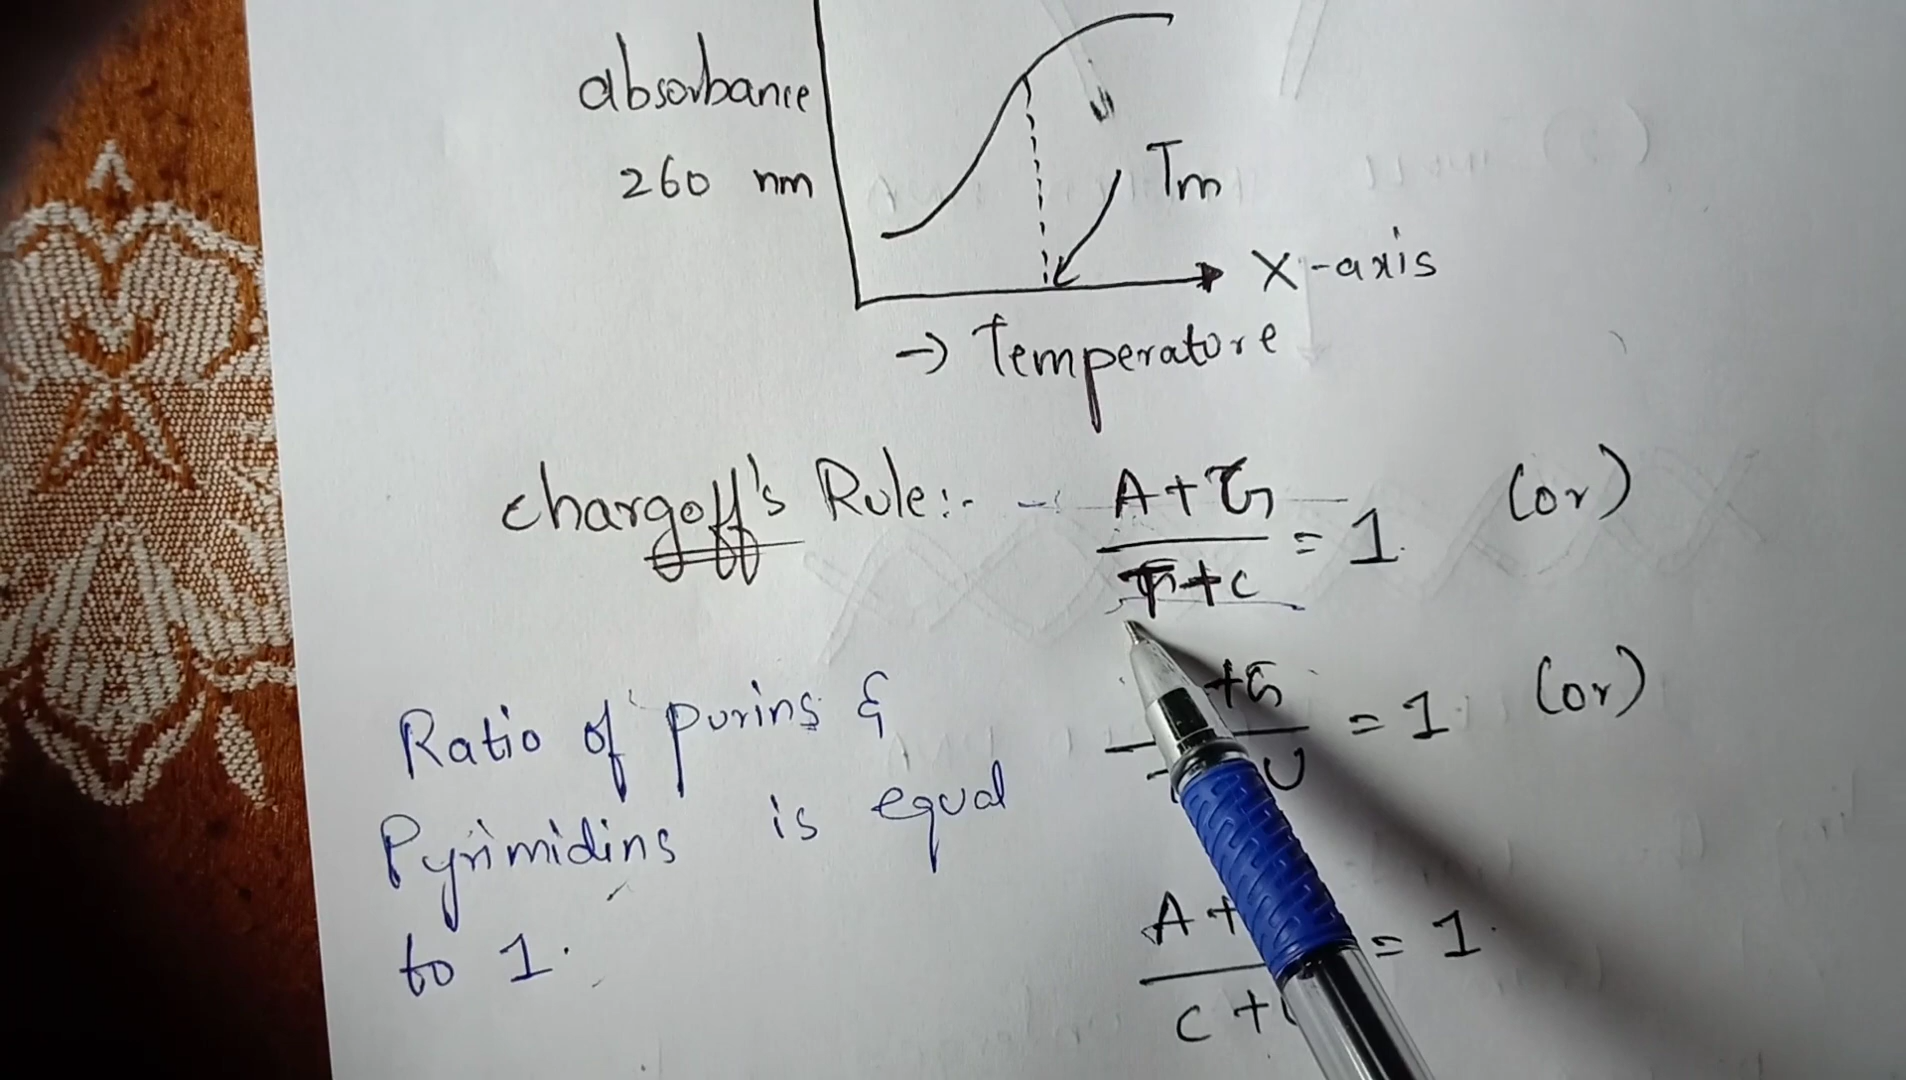 absorbance
260 nm
Tm
X-axis
→ Temperature
chargoff's Rule:-
A+G
T+c
= 1 (or)
+G
U
= 1 (or)
Ratio of purins &
Pyrimidins is equal
to 1.
A+
c+
= 1.